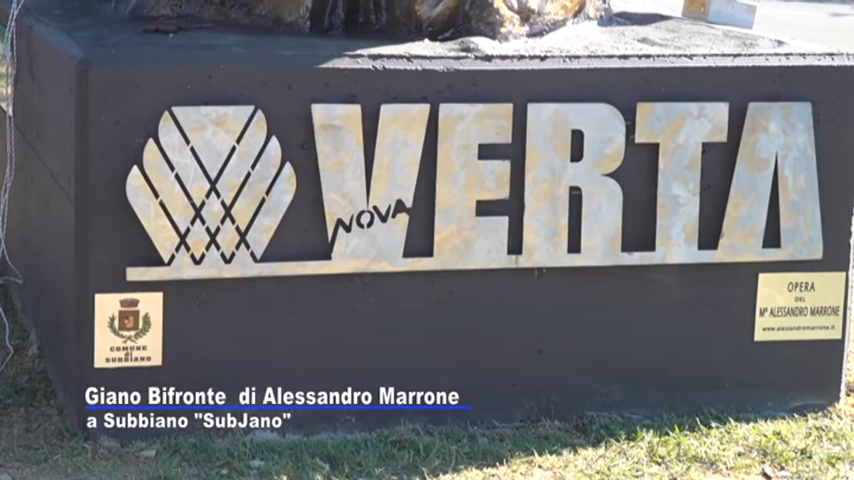 VERTA
NOVA
COMUNE
di
SUBBIANO
OPERA
DEL
M° ALESSANDRO MARRONE
www.alessandromarrone.it
Giano Bifronte di Alessandro Marrone
a Subbiano "SubJano"